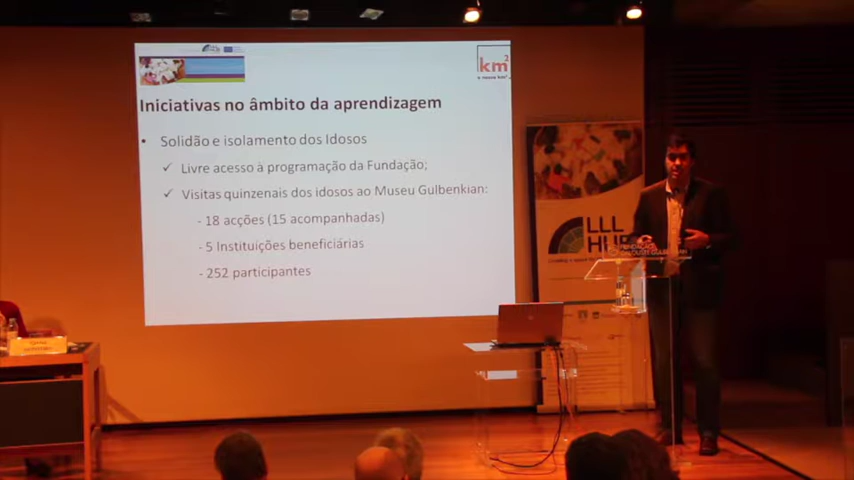 km²
Iniciativas no âmbito da aprendizagem
• Solidão e isolamento dos Idosos
✓ Livre acesso à programação da Fundação;
✓ Visitas quinzenais dos idosos ao Museu Gulbenkian:
- 18 acções (15 acompanhadas)
- 5 Instituições beneficiárias
- 252 participantes
LLL
HUB